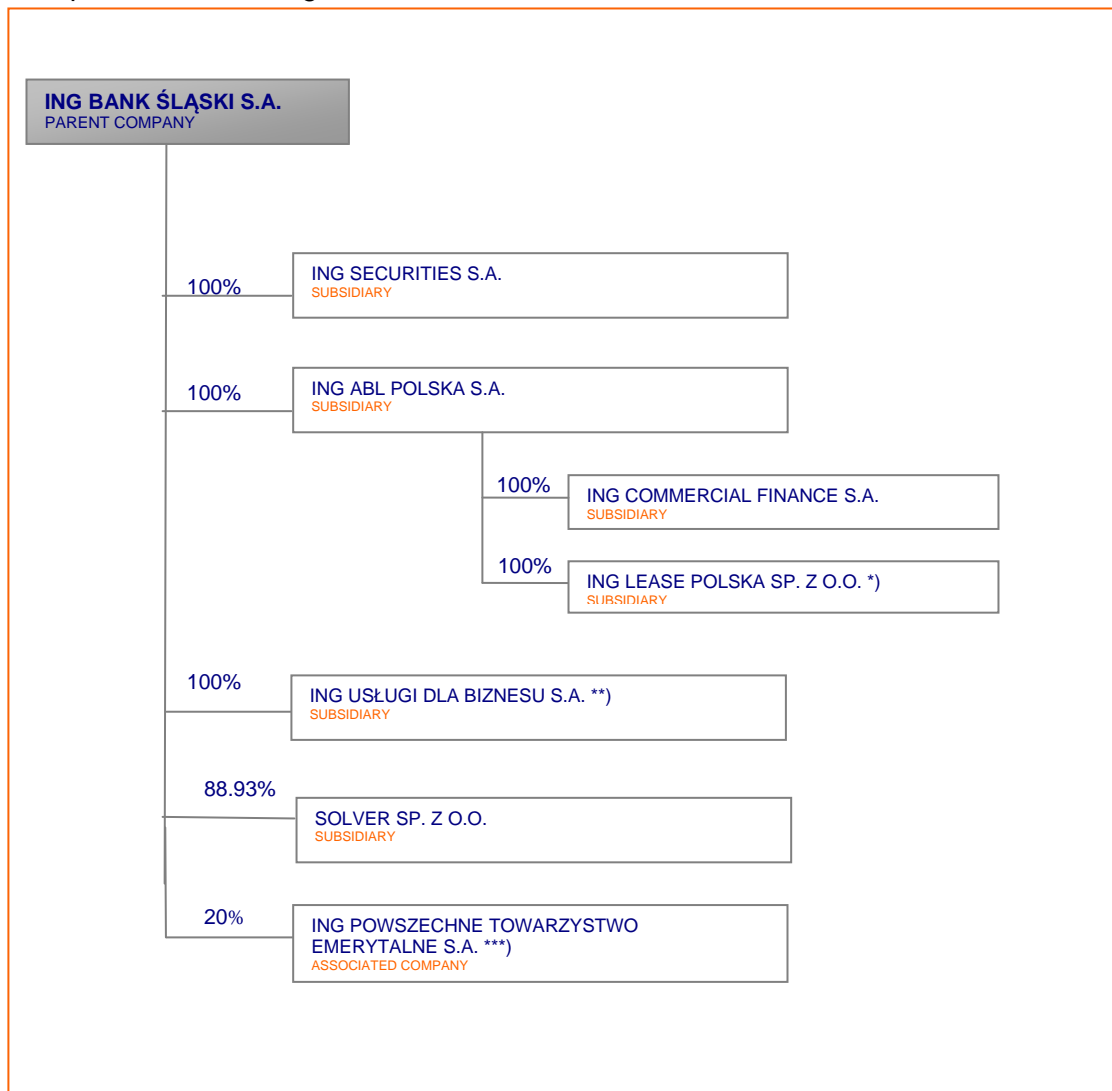 ING BANK ŚLĄSKI S.A.
PARENT COMPANY
100%
ING SECURITIES S.A.
SUBSIDIARY
100%
ING ABL POLSKA S.A.
SUBSIDIARY
100%
ING COMMERCIAL FINANCE S.A.
SUBSIDIARY
100%
ING LEASE POLSKA SP. Z O.O. *)
SUBSIDIARY
100%
ING USŁUGI DLA BIZNESU S.A. **)
SUBSIDIARY
88.93%
SOLVER SP. Z O.O.
SUBSIDIARY
20%
ING POWSZECHNE TOWARZYSTWO
EMERYTALNE S.A. ***)
ASSOCIATED COMPANY